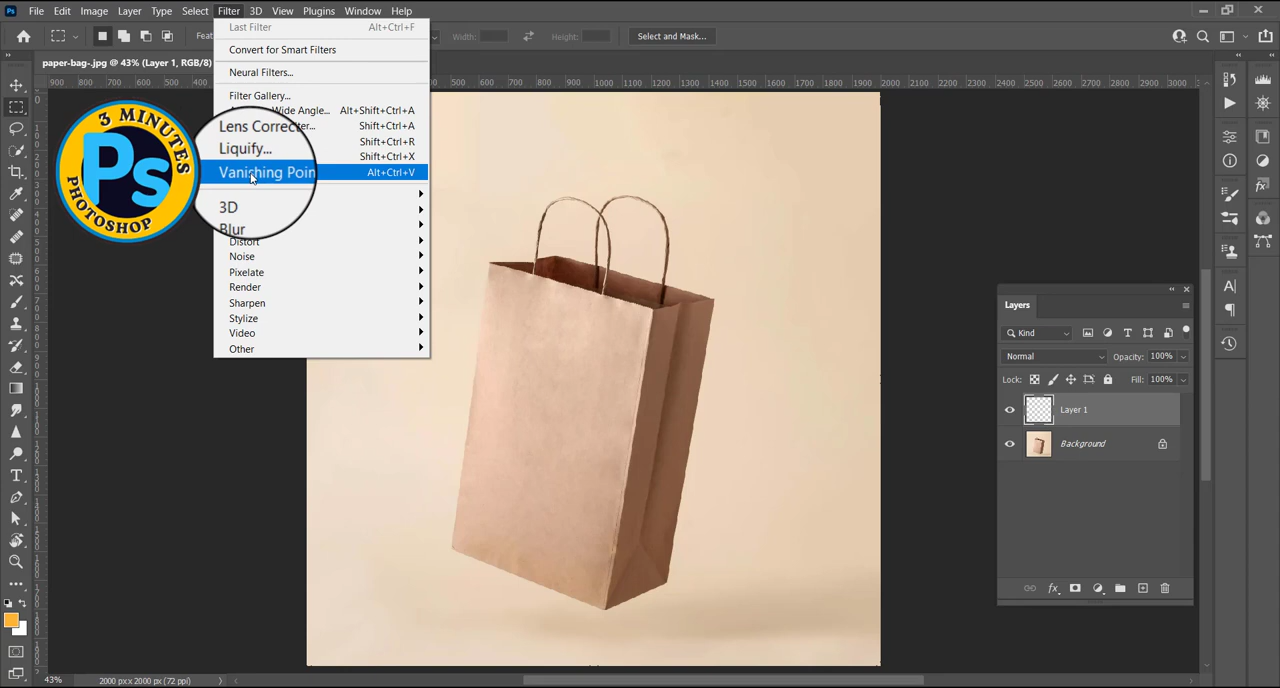 Ps File Edit Image Layer Type Select Filter 3D View Plugins Window Help
Width: Height: Select and Mask...
paper-bag-.jpg @ 43% (Layer 1, RGB/8)
Last Filter Alt+Ctrl+F
Convert for Smart Filters
Neural Filters...
Filter Gallery...
Wide Angle... Alt+Shift+Ctrl+A
Shift+Ctrl+A
Lens Correc
Shift+Ctrl+R
Liquify...
Shift+Ctrl+X
Vanishing Poin Alt+Ctrl+V
3D
Blur
Distort
Noise
Pixelate
Render
Sharpen
Stylize
Video
Other
3 MINUTES
Ps
PHOTOSHOP
Layers
Kind
Normal Opacity: 100%
Lock: Fill: 100%
Layer 1
Background
43% 2000 px x 2000 px (72 ppi)